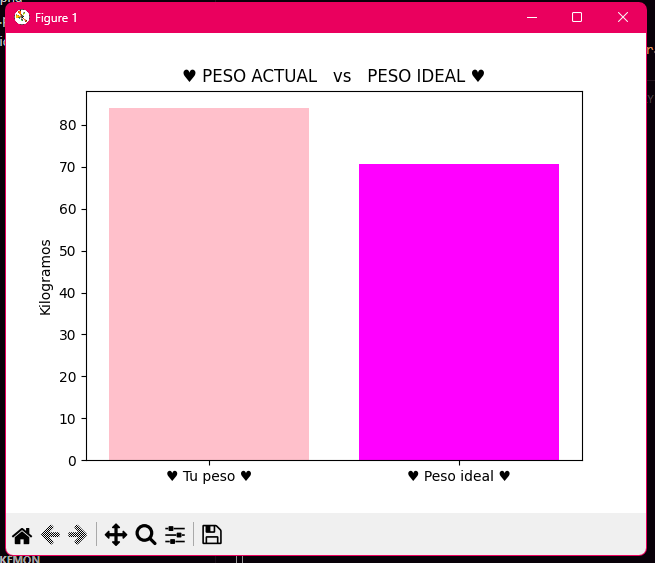 Figure 1
♥ PESO ACTUAL   vs   PESO IDEAL ♥
80
70
60
50
40
30
20
10
0
Kilogramos
♥ Tu peso ♥
♥ Peso ideal ♥
KEMON